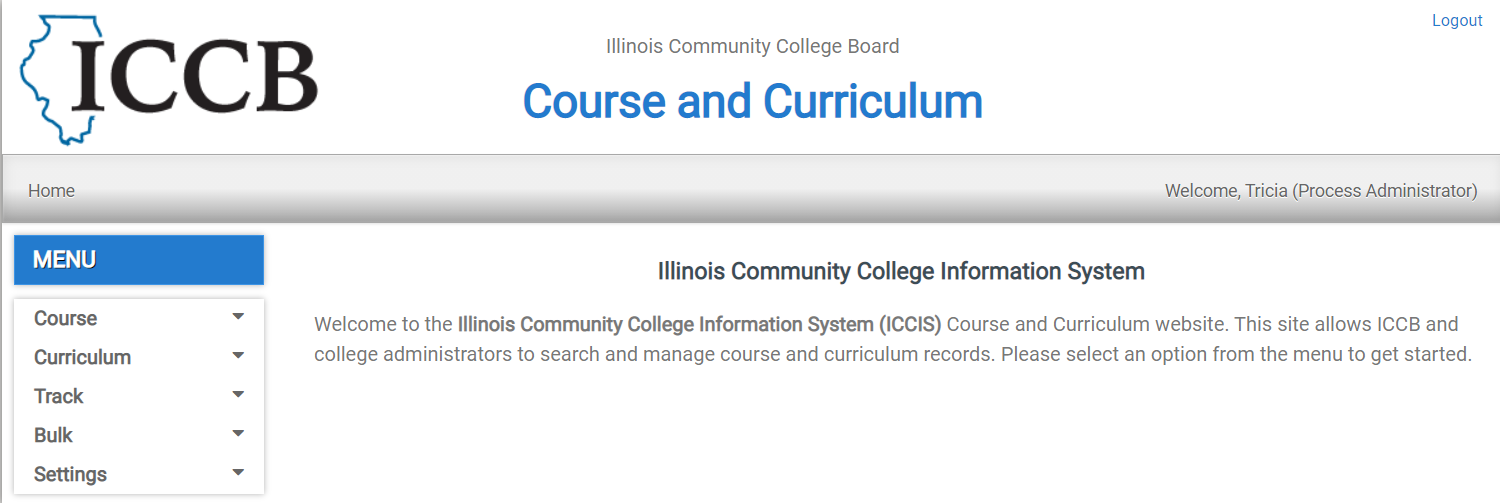 Logout
ICCB
Illinois Community College Board
Course and Curriculum
Home
Welcome, Tricia (Process Administrator)
MENU
Course
Curriculum
Track
Bulk
Settings
Illinois Community College Information System
Welcome to the Illinois Community College Information System (ICCIS) Course and Curriculum website. This site allows ICCB and
college administrators to search and manage course and curriculum records. Please select an option from the menu to get started.